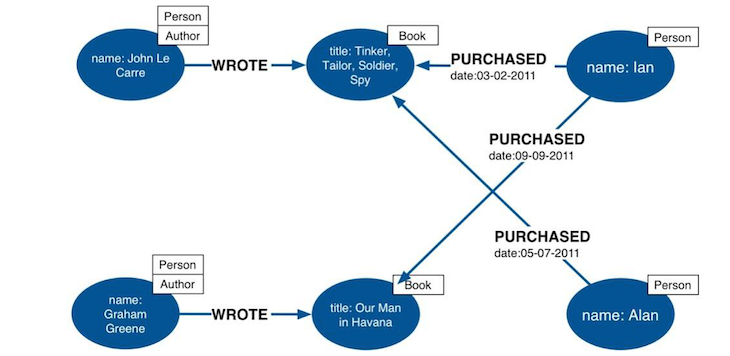 Person
Author
name: John Le
Carre
WROTE
Book
title: Tinker,
Tailor, Soldier,
Spy
PURCHASED
date:03-02-2011
Person
name: Ian
PURCHASED
date:09-09-2011
PURCHASED
date:05-07-2011
Person
Author
name:
Graham
Greene
WROTE
Book
title: Our Man
in Havana
Person
name: Alan